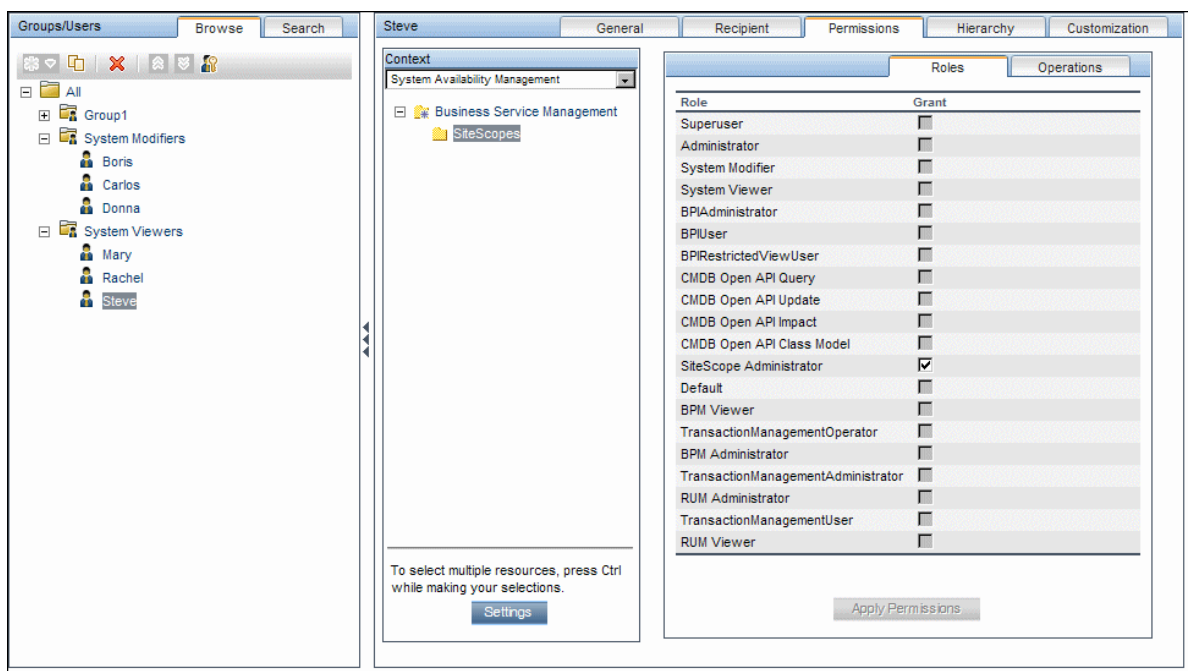 Groups/Users Browse Search
All
Group1
System Modifiers
Boris
Carlos
Donna
System Viewers
Mary
Rachel
Steve
Steve General Recipient Permissions Hierarchy Customization
Context
System Availability Management
Business Service Management
SiteScopes
To select multiple resources, press Ctrl
while making your selections.
Settings
Roles Operations
Role Grant
Superuser
Administrator
System Modifier
System Viewer
BPIAdministrator
BPIUser
BPIRestrictedViewUser
CMDB Open API Query
CMDB Open API Update
CMDB Open API Impact
CMDB Open API Class Model
SiteScope Administrator
Default
BPM Viewer
TransactionManagementOperator
BPM Administrator
TransactionManagementAdministrator
RUM Administrator
TransactionManagementUser
RUM Viewer
Apply Permissions